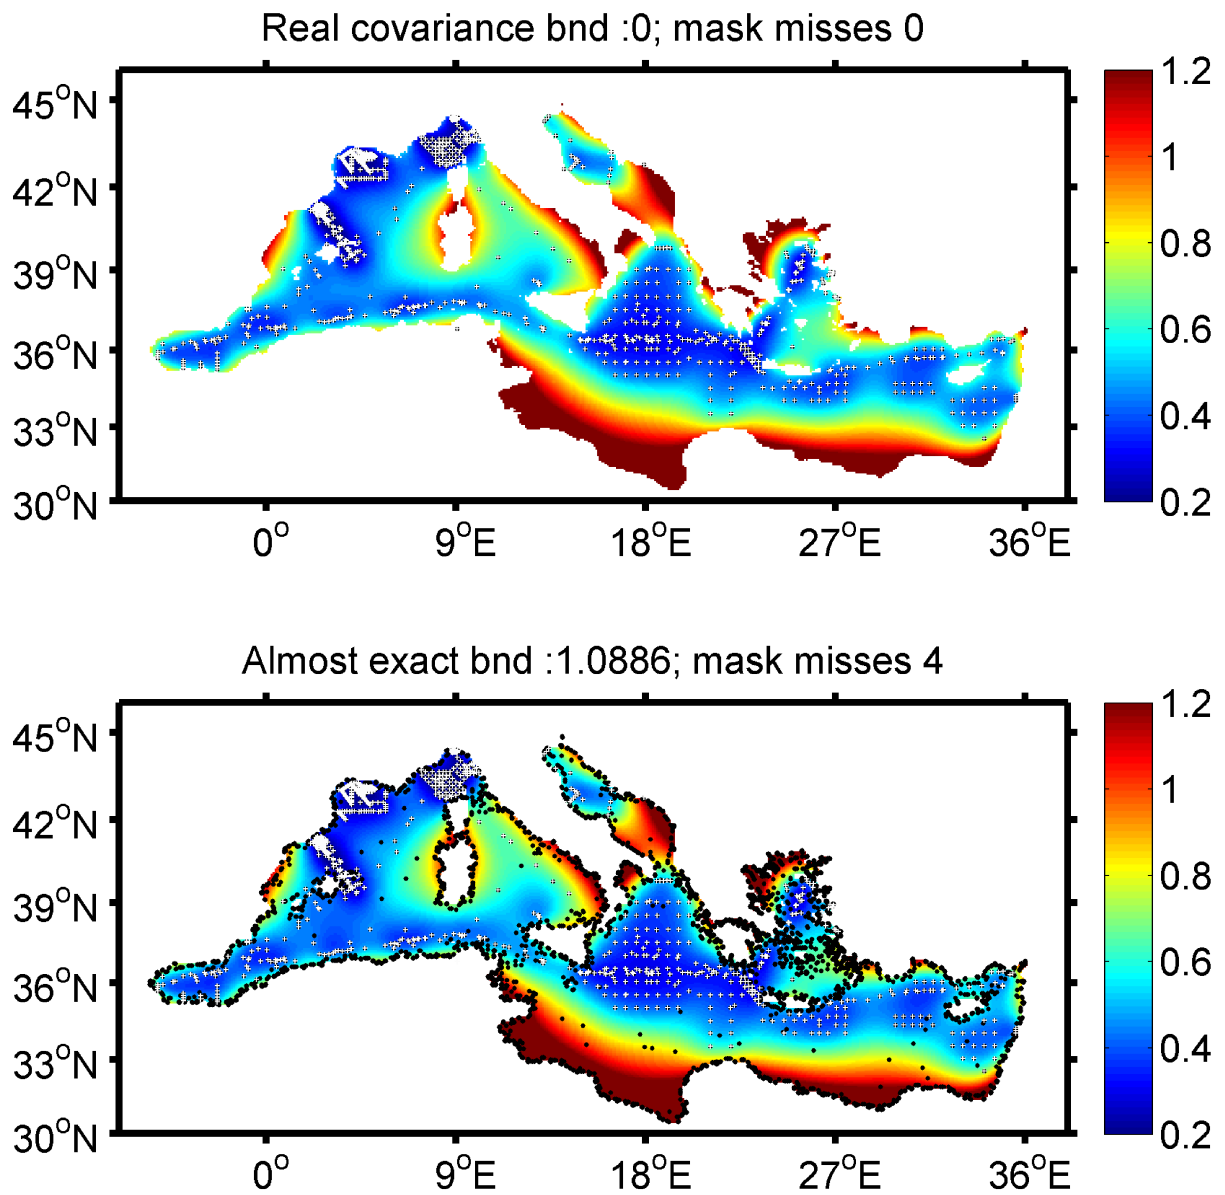 Real covariance bnd :0; mask misses 0
45°N
42°N
39°N
36°N
33°N
30°N
0° 9°E 18°E 27°E 36°E
1.2
1
0.8
0.6
0.4
0.2
Almost exact bnd :1.0886; mask misses 4
45°N
42°N
39°N
36°N
33°N
30°N
0° 9°E 18°E 27°E 36°E
1.2
1
0.8
0.6
0.4
0.2